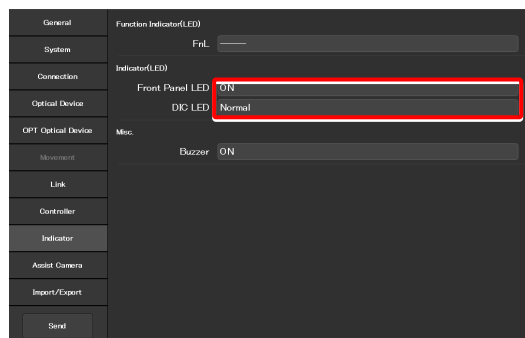 General
System
Connection
Optical Device
OPT Optical Device
Movement
Link
Controller
Indicator
Assist Camera
Import/Export
Send
Function Indicator(LED)
FnL ----
Indicator(LED)
Front Panel LED ON
DIC LED Normal
Misc.
Buzzer ON